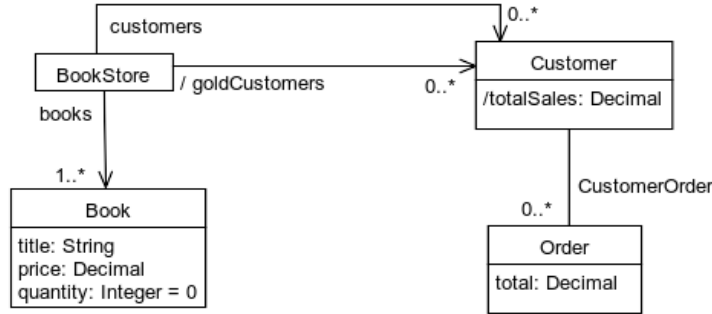 customers
0..*
BookStore
/ goldCustomers
0..*
Customer
/totalSales: Decimal
books
1..*
CustomerOrder
0..*
Book
title: String
price: Decimal
quantity: Integer = 0
Order
total: Decimal